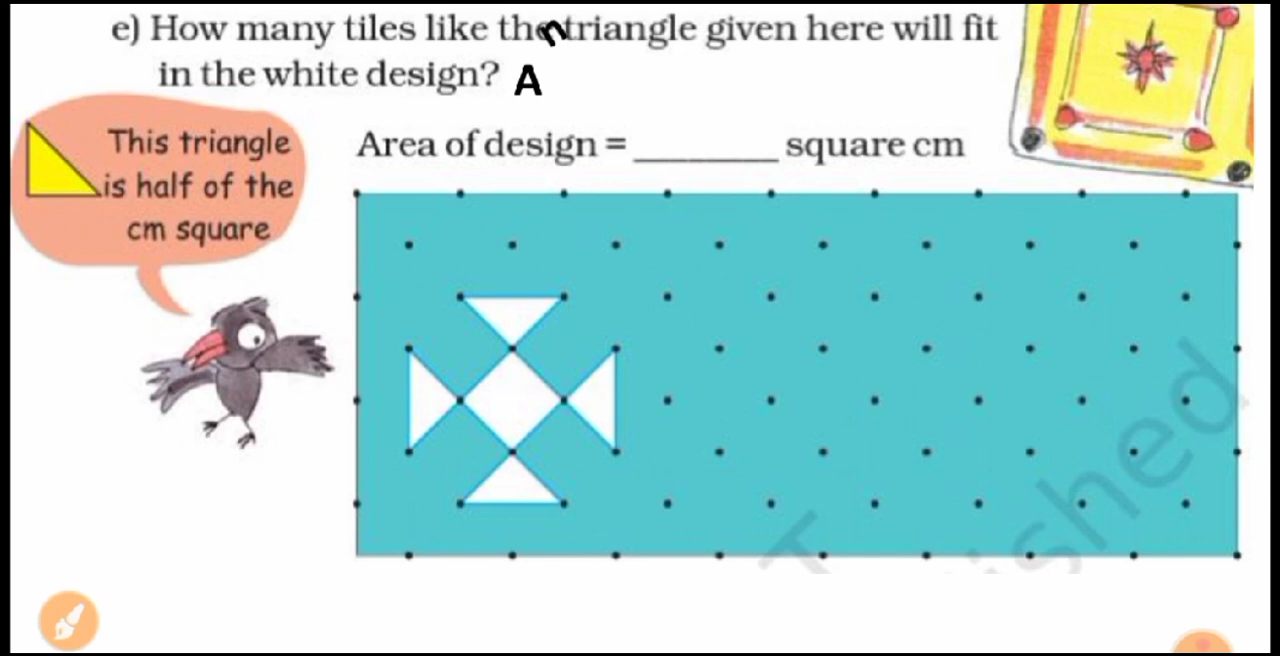 e) How many tiles like the triangle given here will fit
n
in the white design? A
This triangle
is half of the
cm square
Area of design = ________ square cm
ished